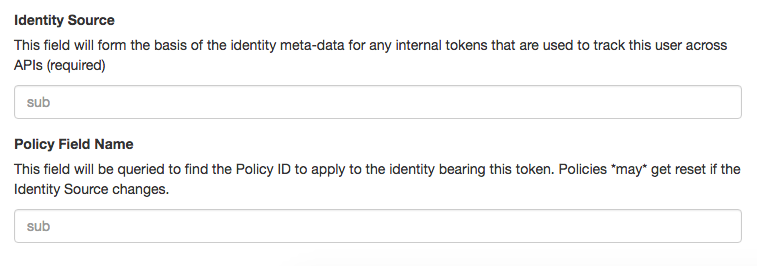 Identity Source
This field will form the basis of the identity meta-data for any internal tokens that are used to track this user across
APIs (required)
sub
Policy Field Name
This field will be queried to find the Policy ID to apply to the identity bearing this token. Policies *may* get reset if the
Identity Source changes.
sub